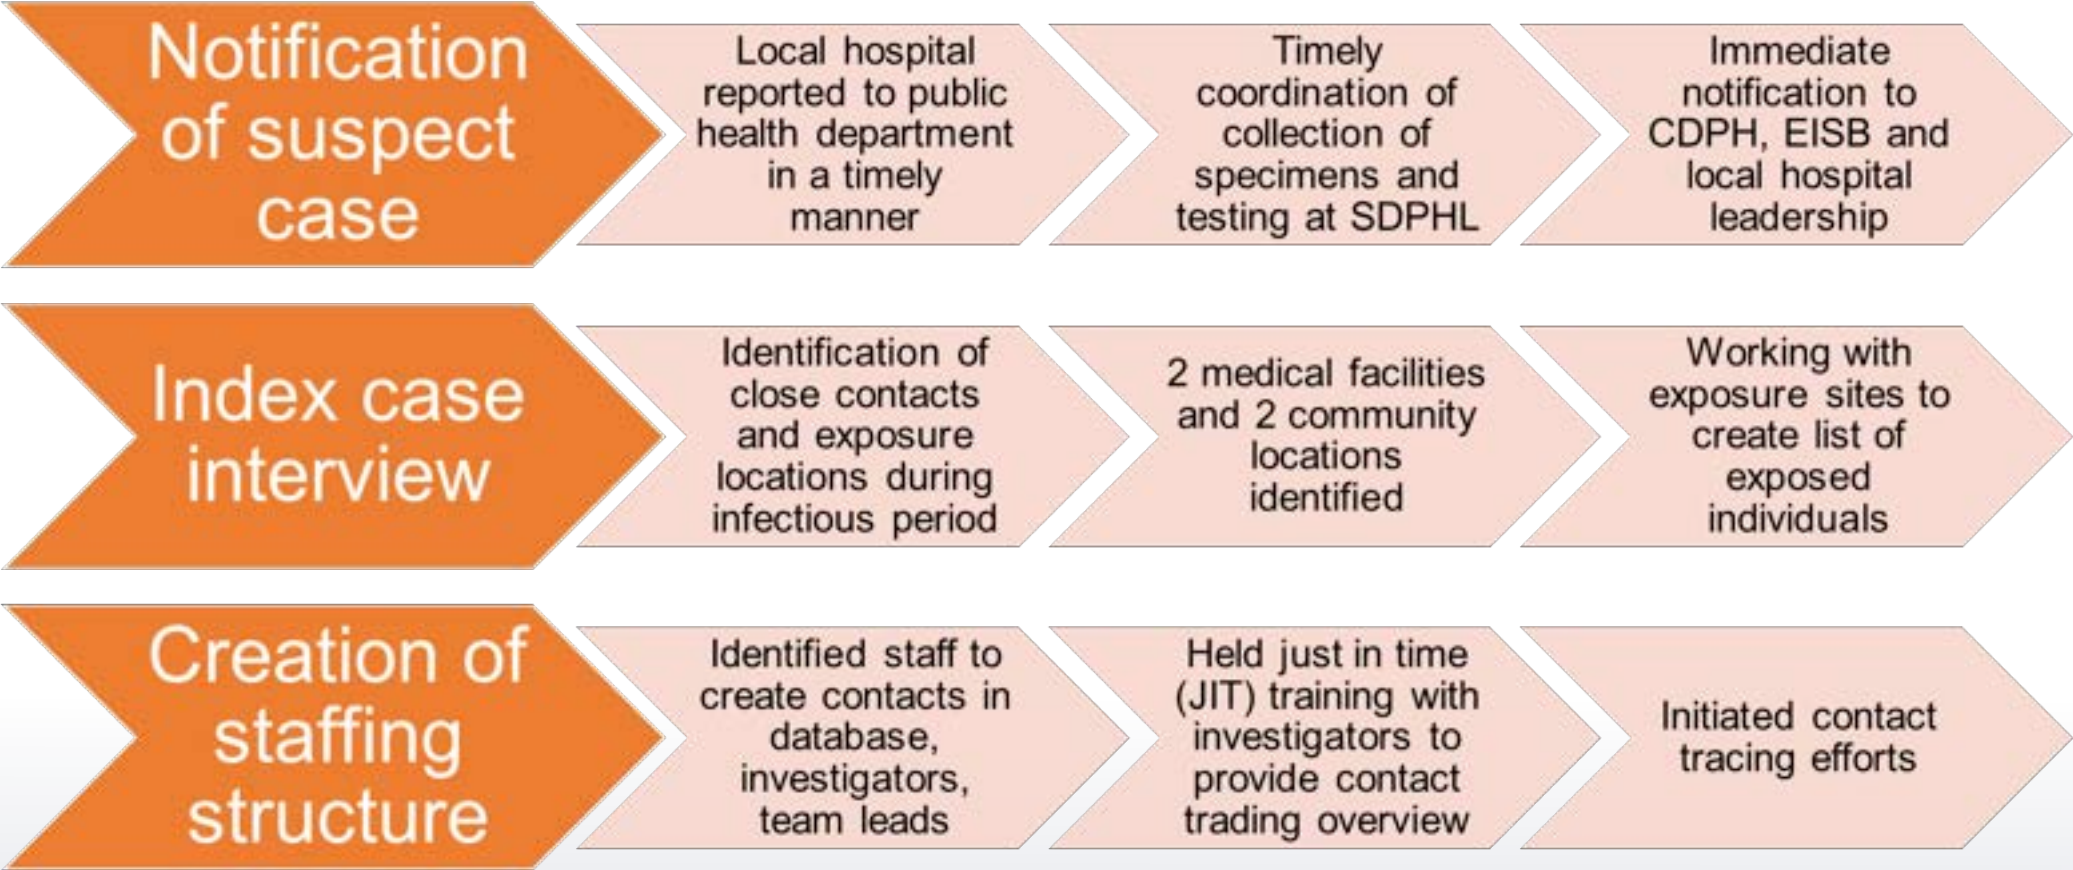 Notification
of suspect
case
Local hospital
reported to public
health department
in a timely
manner
Timely
coordination of
collection of
specimens and
testing at SDPHL
Immediate
notification to
CDPH, EISB and
local hospital
leadership
Index case
interview
Identification of
close contacts
and exposure
locations during
infectious period
2 medical facilities
and 2 community
locations
identified
Working with
exposure sites to
create list of
exposed
individuals
Creation of
staffing
structure
Identified staff to
create contacts in
database,
investigators,
team leads
Held just in time
(JIT) training with
investigators to
provide contact
trading overview
Initiated contact
tracing efforts